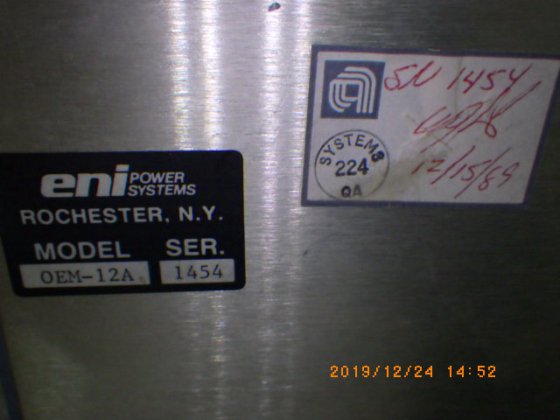 eni POWER SYSTEMS
ROCHESTER, N.Y.
MODEL SER.
OEM-12A 1454
SN 1454
12/15/89
SYSTEMS
224
QA
2019/12/24 14:52